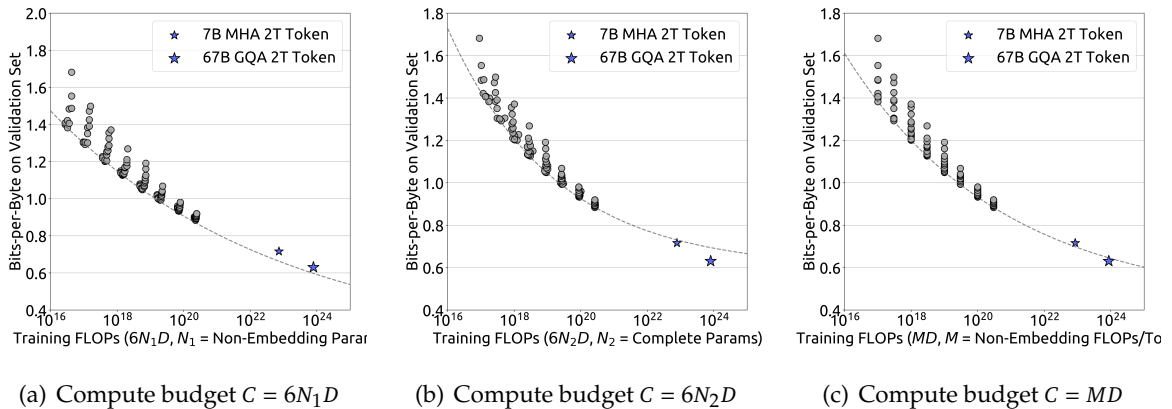 2.0
1.8
1.6
1.4
1.2
1.0
0.8
0.6
0.4
Bits-per-Byte on Validation Set
7B MHA 2T Token
67B GQA 2T Token
10^16 10^18 10^20 10^22 10^24
Training FLOPs (6N₁D, N₁ = Non-Embedding Parar
(a) Compute budget C = 6N₁D
1.8
1.6
1.4
1.2
1.0
0.8
0.6
0.4
Bits-per-Byte on Validation Set
7B MHA 2T Token
67B GQA 2T Token
10^16 10^18 10^20 10^22 10^24
Training FLOPs (6N₂D, N₂ = Complete Params)
(b) Compute budget C = 6N₂D
1.8
1.6
1.4
1.2
1.0
0.8
0.6
0.4
Bits-per-Byte on Validation Set
7B MHA 2T Token
67B GQA 2T Token
10^16 10^18 10^20 10^22 10^24
Training FLOPs (MD, M = Non-Embedding FLOPs/To
(c) Compute budget C = MD